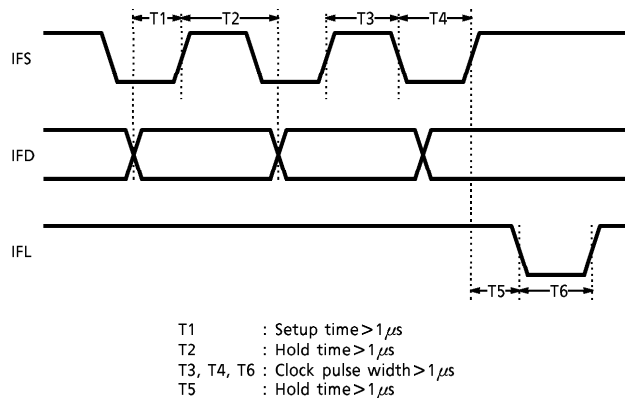 T1 T2 T3 T4
IFS
IFD
IFL
T5 T6
T1 : Setup time>1μs
T2 : Hold time>1μs
T3, T4, T6 : Clock pulse width>1μs
T5 : Hold time>1μs